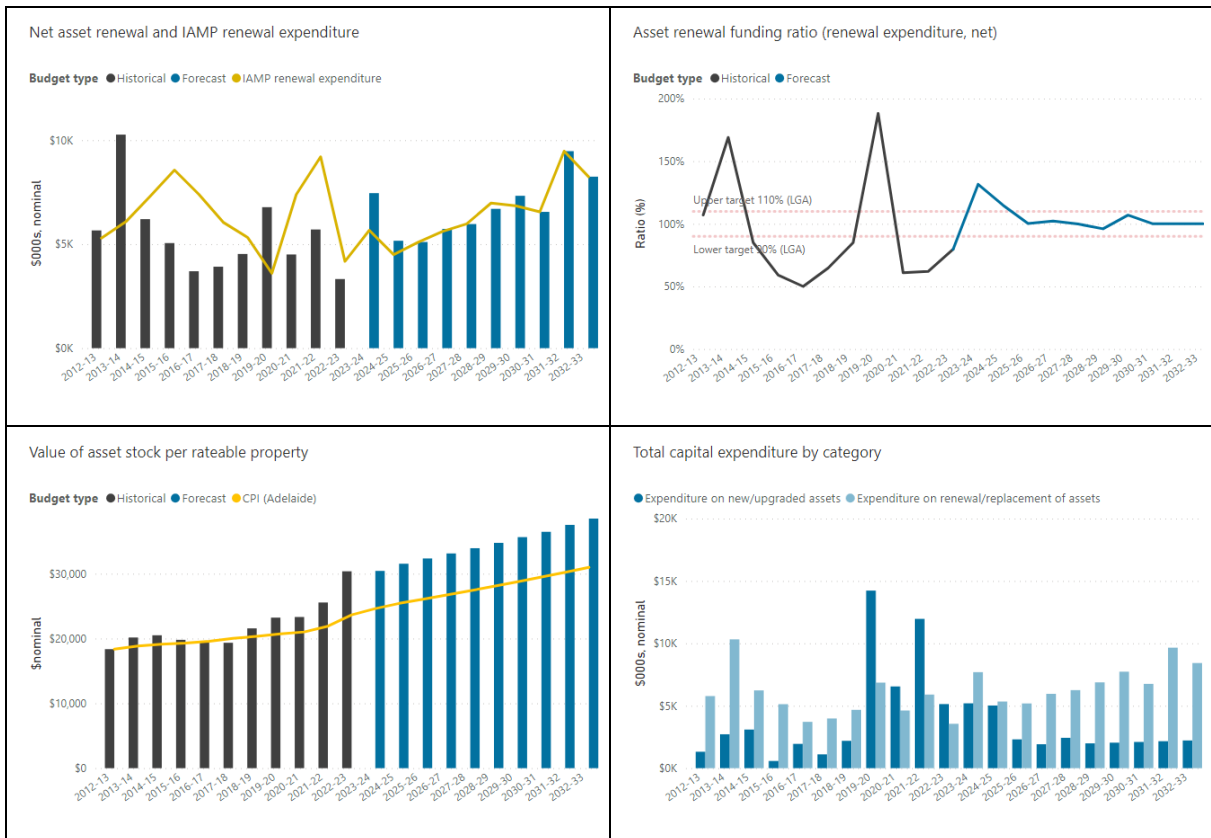 Net asset renewal and IAMP renewal expenditure
Budget type Historical Forecast IAMP renewal expenditure
$000s, nominal
$10K
$5K
$0K
2012-13 2013-14 2014-15 2015-16 2016-17 2017-18 2018-19 2019-20 2020-21 2021-22 2022-23 2023-24 2024-25 2025-26 2026-27 2027-28 2028-29 2029-30 2030-31 2031-32 2032-33
Asset renewal funding ratio (renewal expenditure, net)
Budget type Historical Forecast
Ratio (%)
200%
150%
Upper target 110% (LGA)
100%
Lower target 90% (LGA)
50%
0%
2012-13 2013-14 2014-15 2015-16 2016-17 2017-18 2018-19 2019-20 2020-21 2021-22 2022-23 2023-24 2024-25 2025-26 2026-27 2027-28 2028-29 2029-30 2030-31 2031-32 2032-33
Value of asset stock per rateable property
Budget type Historical Forecast CPI (Adelaide)
$nominal
$30,000
$20,000
$10,000
$0
2012-13 2013-14 2014-15 2015-16 2016-17 2017-18 2018-19 2019-20 2020-21 2021-22 2022-23 2023-24 2024-25 2025-26 2026-27 2027-28 2028-29 2029-30 2030-31 2031-32 2032-33
Total capital expenditure by category
Expenditure on new/upgraded assets Expenditure on renewal/replacement of assets
$000s, nominal
$20K
$15K
$10K
$5K
$0K
2012-13 2013-14 2014-15 2015-16 2016-17 2017-18 2018-19 2019-20 2020-21 2021-22 2022-23 2023-24 2024-25 2025-26 2026-27 2027-28 2028-29 2029-30 2030-31 2031-32 2032-33